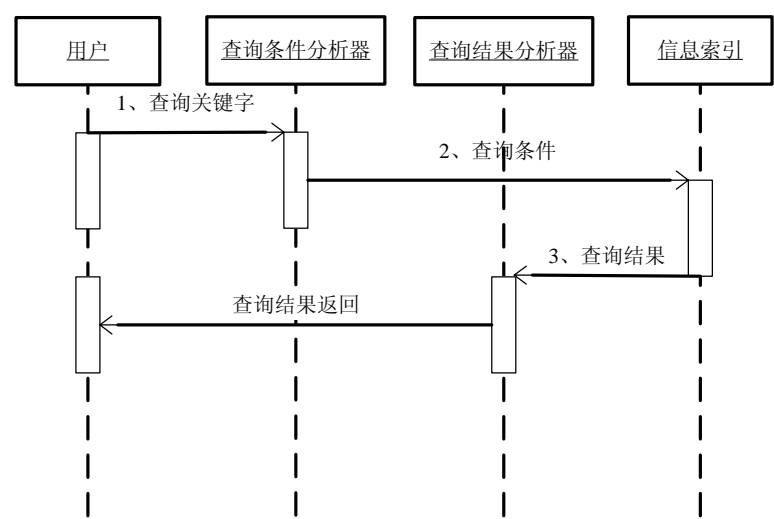 用户
查询条件分析器
查询结果分析器
信息索引
1、查询关键字
2、查询条件
3、查询结果
查询结果返回